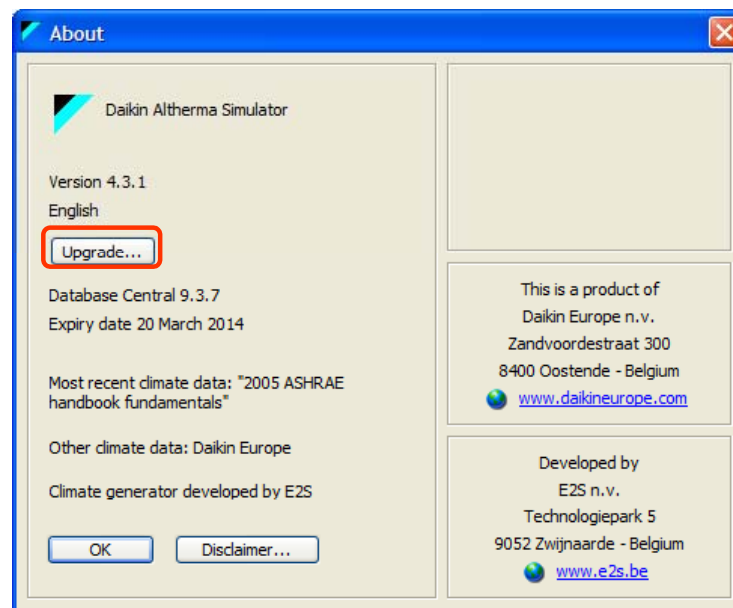 About
Daikin Altherma Simulator
Version 4.3.1
English
Upgrade...
Database Central 9.3.7
Expiry date 20 March 2014
Most recent climate data: "2005 ASHRAE
handbook fundamentals"
Other climate data: Daikin Europe
Climate generator developed by E2S
OK
Disclaimer...
This is a product of
Daikin Europe n.v.
Zandvoordestraat 300
8400 Oostende - Belgium
www.daikineurope.com
Developed by
E2S n.v.
Technologiepark 5
9052 Zwijnaarde - Belgium
www.e2s.be